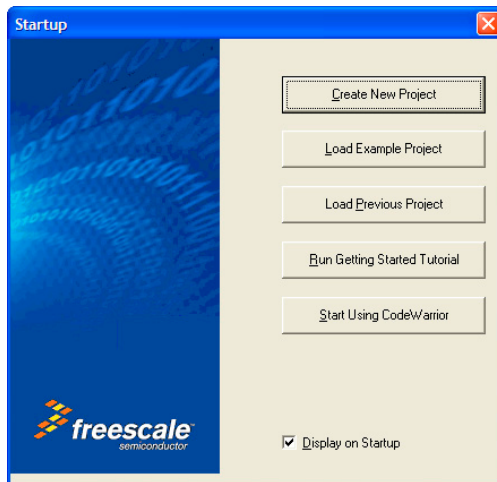 Startup
Create New Project
Load Example Project
Load Previous Project
Run Getting Started Tutorial
Start Using CodeWarrior
freescale
semiconductor
Display on Startup